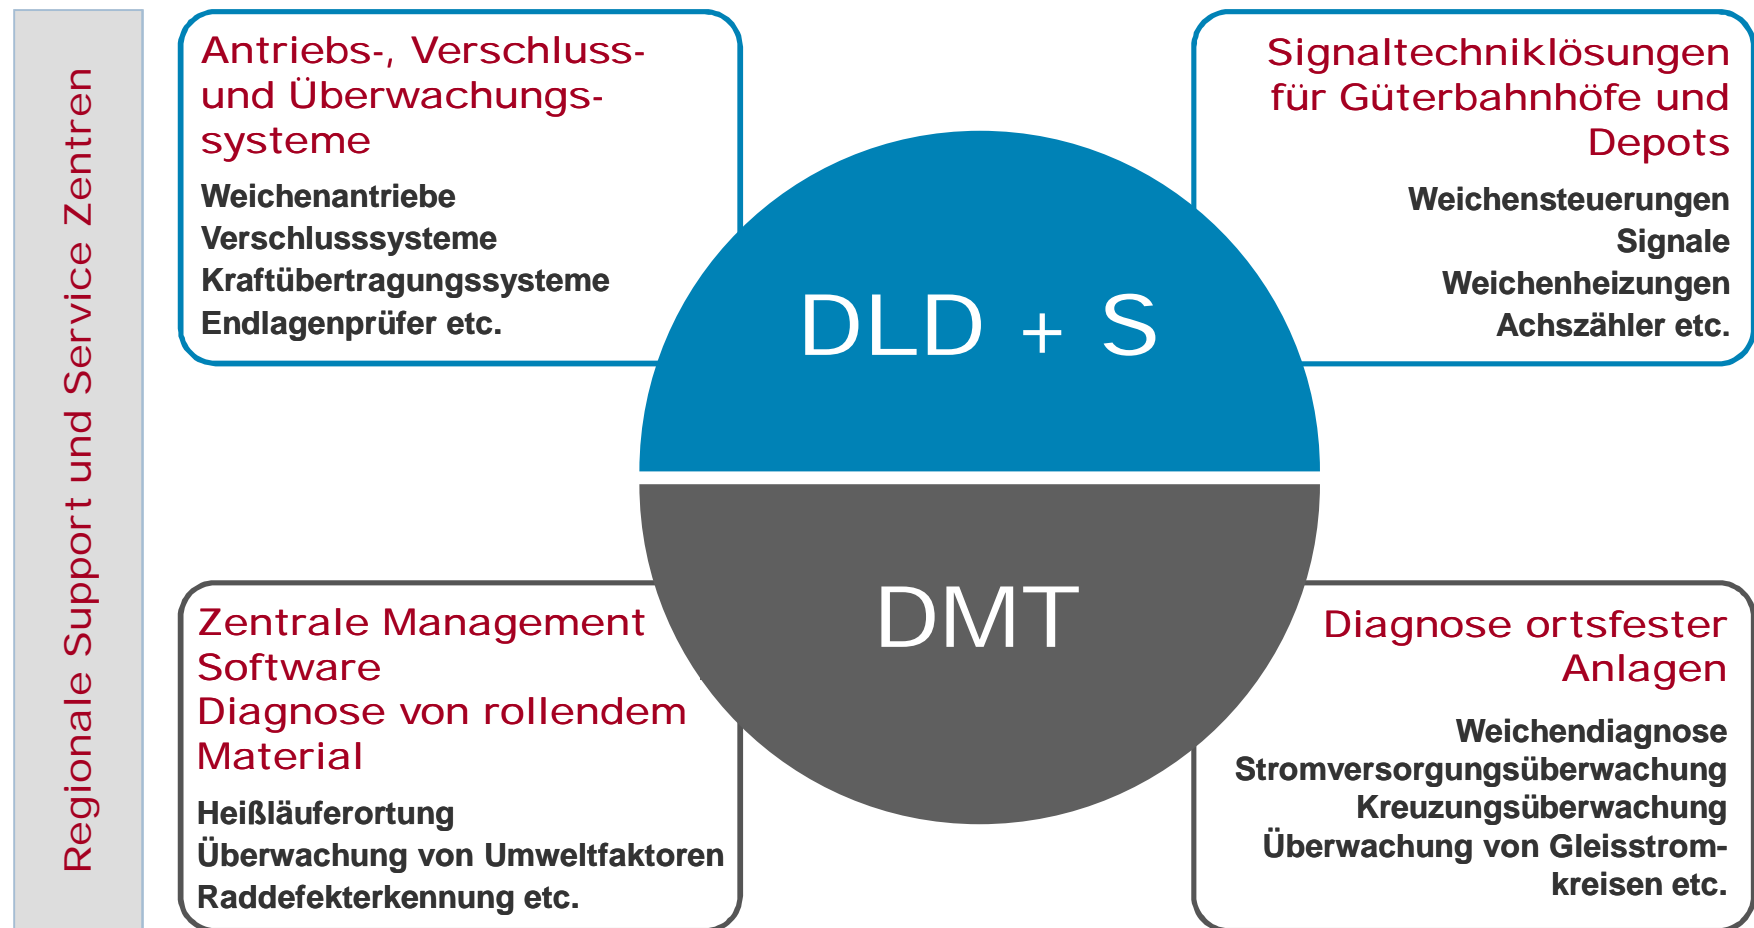 Regionale Support und Service Zentren
Antriebs-, Verschluss-
und Überwachungs-
systeme
Weichenantriebe
Verschlusssysteme
Kraftübertragungssysteme
Endlagenprüfer etc.
Signaltechniklösungen
für Güterbahnhöfe und
Depots
Weichensteuerungen
Signale
Weichenheizungen
Achszähler etc.
DLD + S
DMT
Zentrale Management
Software
Diagnose von rollendem
Material
Heißläuferortung
Überwachung von Umweltfaktoren
Raddefekterkennung etc.
Diagnose ortsfester
Anlagen
Weichendiagnose
Stromversorgungsüberwachung
Kreuzungsüberwachung
Überwachung von Gleisstrom-
kreisen etc.